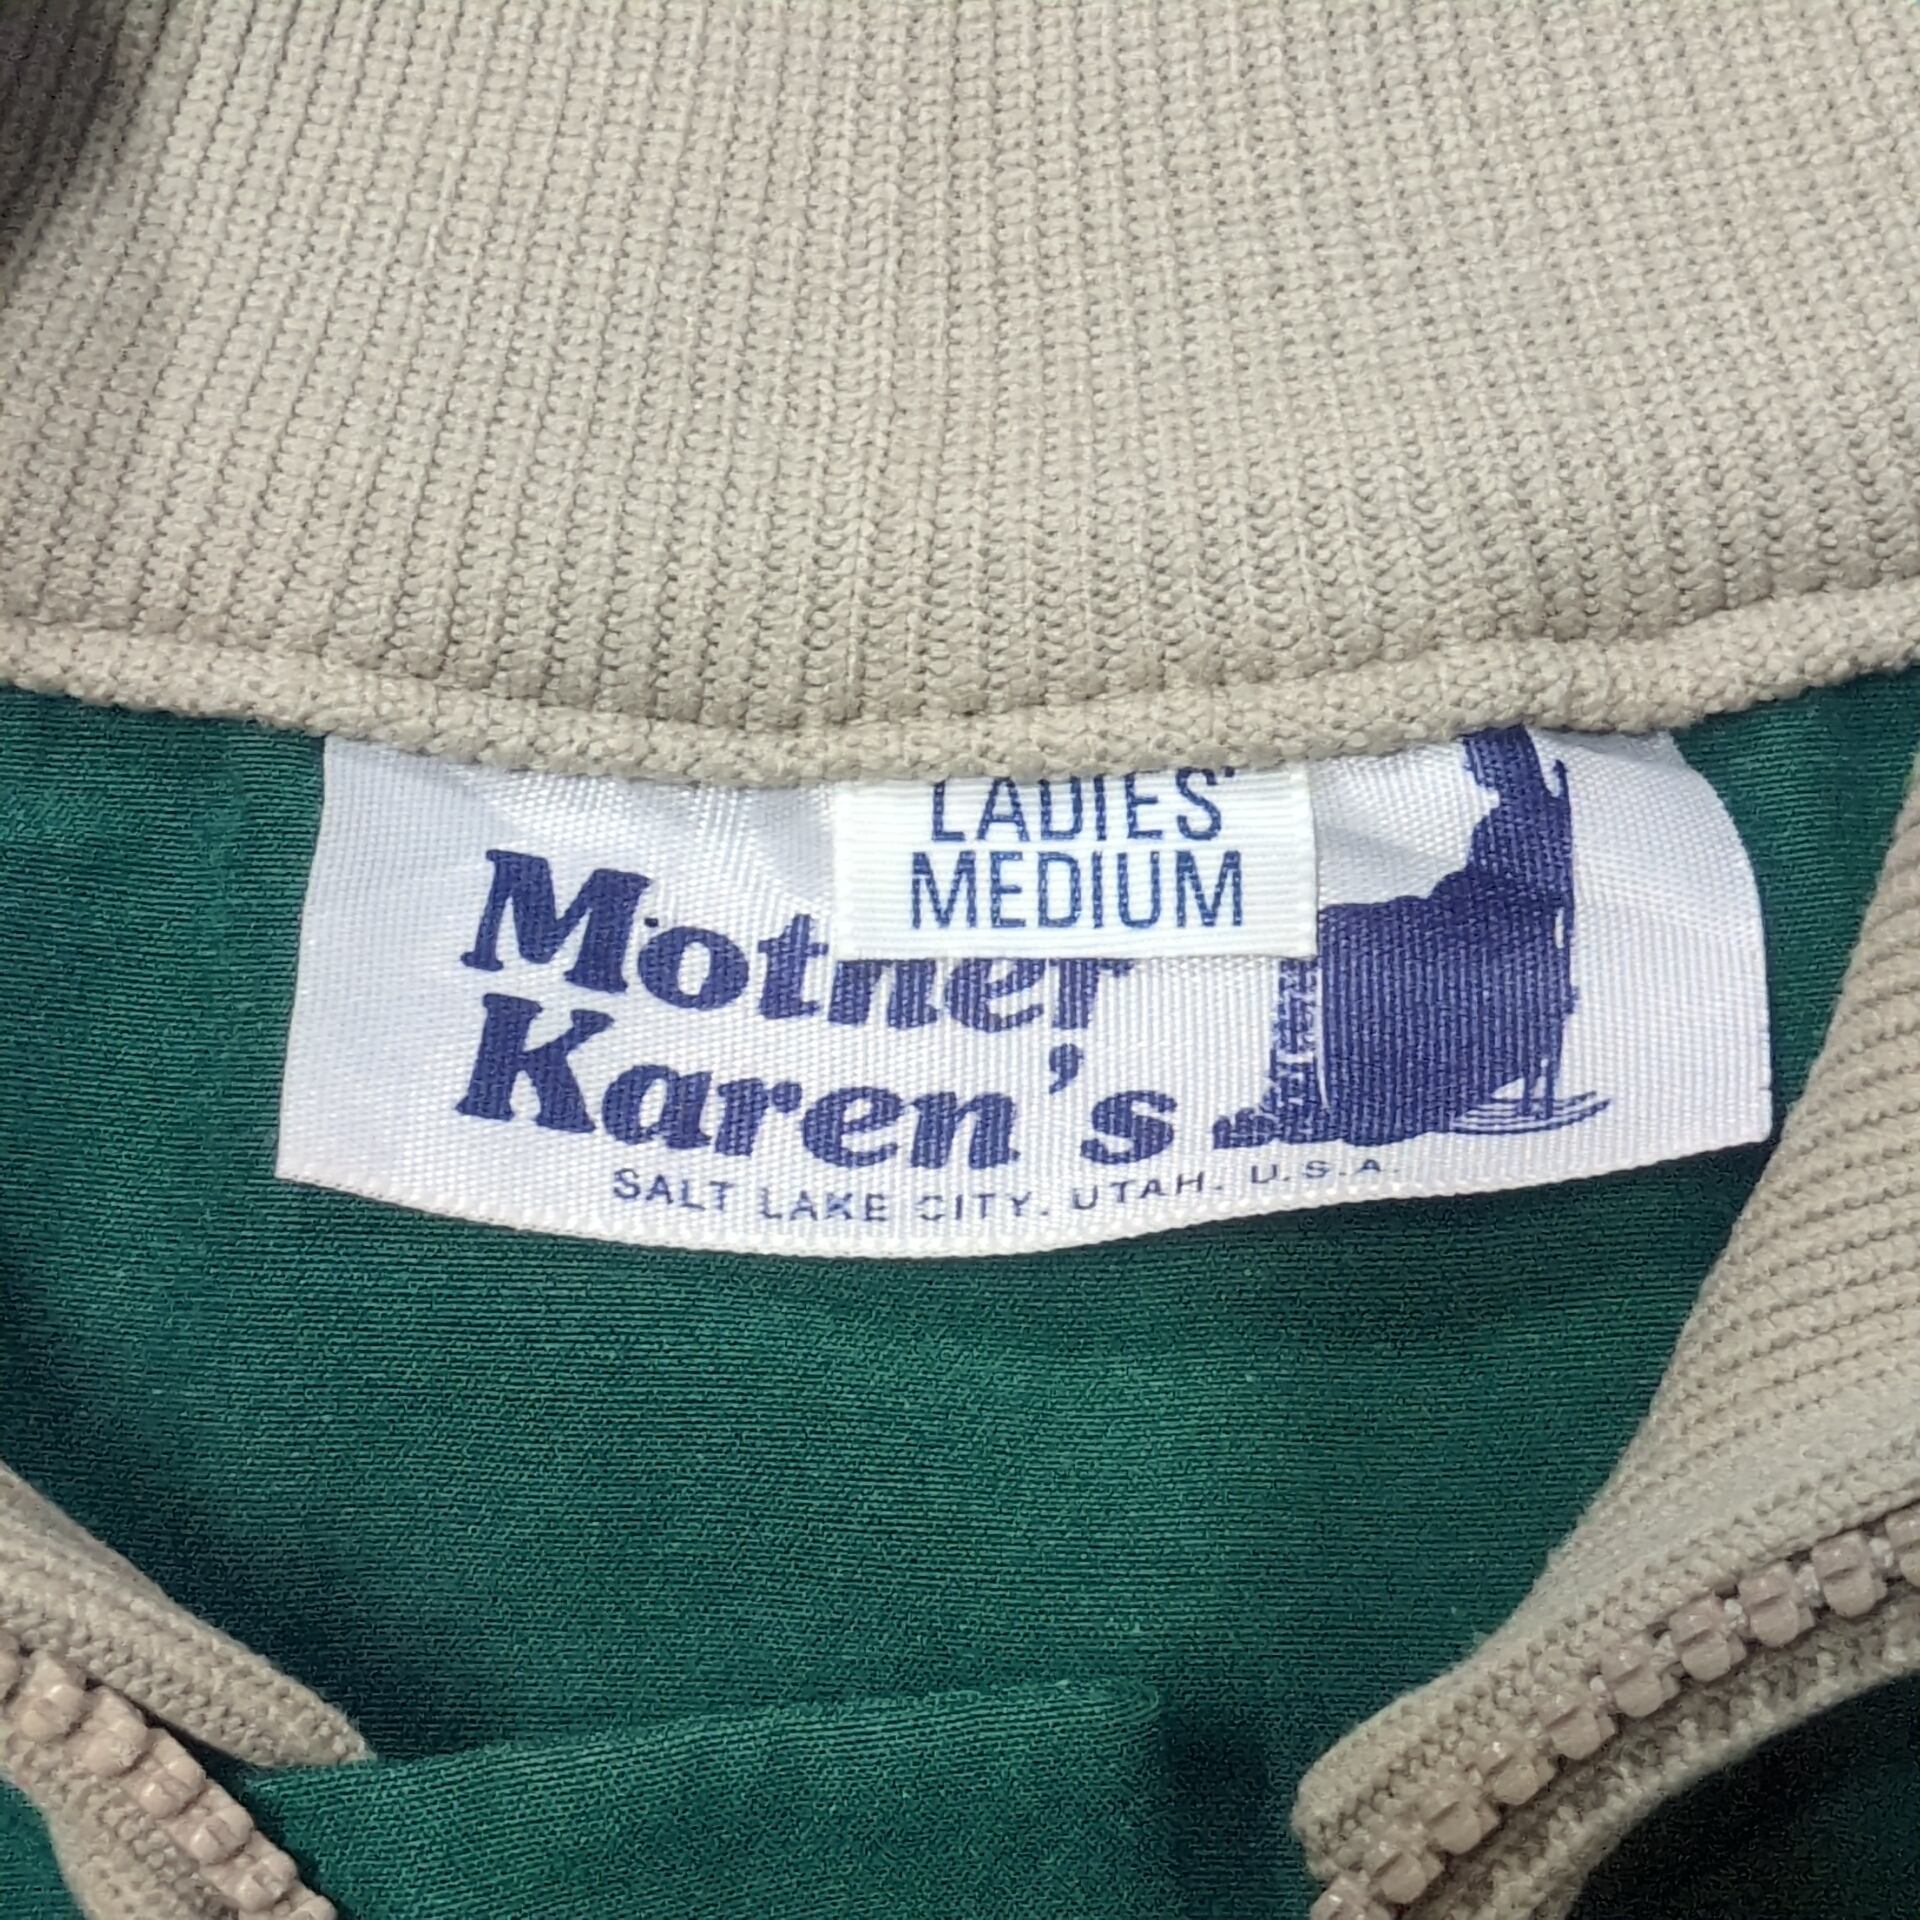 LADIES'
MEDIUM
Mother
Karen's
SALT LAKE CITY, UTAH, U.S.A.